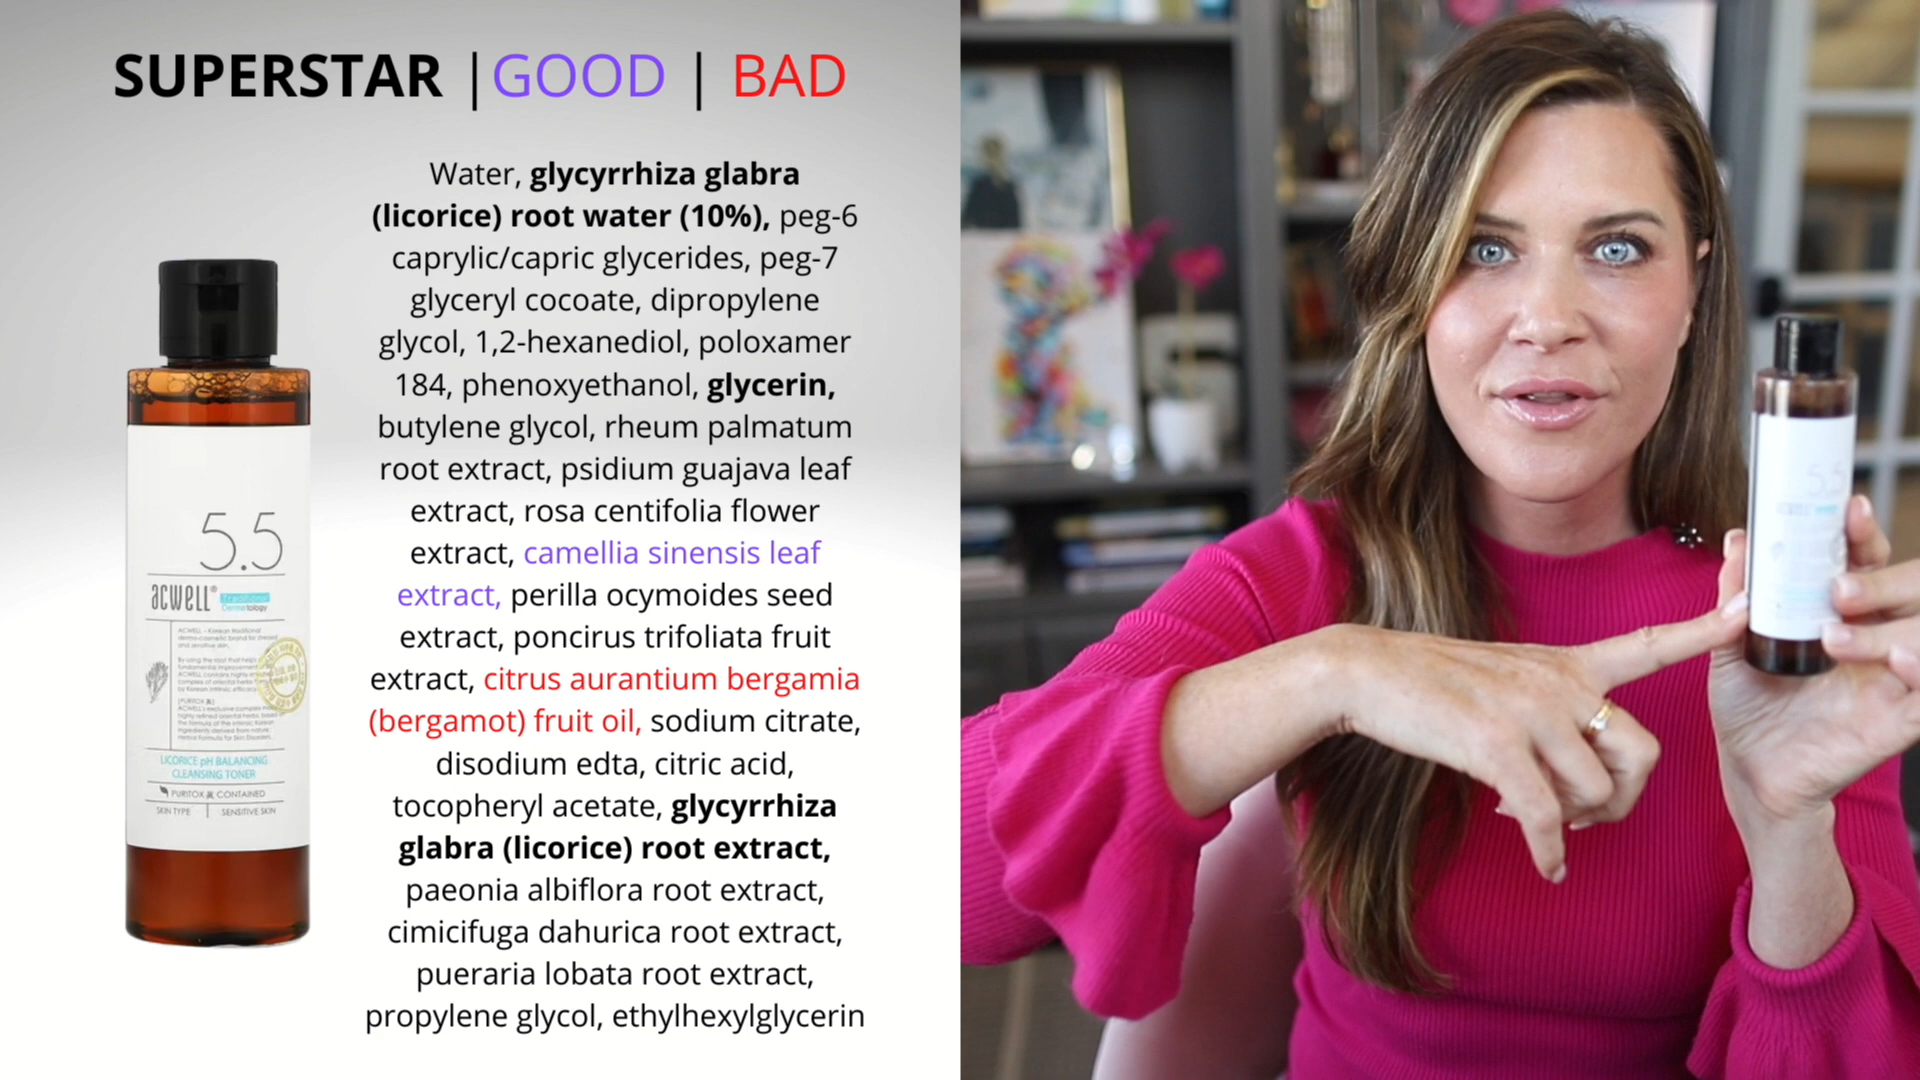 SUPERSTAR | GOOD | BAD
Water, glycyrrhiza glabra
(licorice) root water (10%), peg-6
caprylic/capric glycerides, peg-7
glyceryl cocoate, dipropylene
glycol, 1,2-hexanediol, poloxamer
184, phenoxyethanol, glycerin,
butylene glycol, rheum palmatum
root extract, psidium guajava leaf
extract, rosa centifolia flower
extract, camellia sinensis leaf
extract, perilla ocymoides seed
extract, poncirus trifoliata fruit
extract, citrus aurantium bergamia
(bergamot) fruit oil, sodium citrate,
disodium edta, citric acid,
tocopheryl acetate, glycyrrhiza
glabra (licorice) root extract,
paeonia albiflora root extract,
cimicifuga dahurica root extract,
pueraria lobata root extract,
propylene glycol, ethylhexylglycerin
5.5
acwell® Traditional
Dermatology
LICORICE pH BALANCING
CLEANSING TONER
CONTAINED
SKIN TYPE | SENSITIVE SKIN
5.5